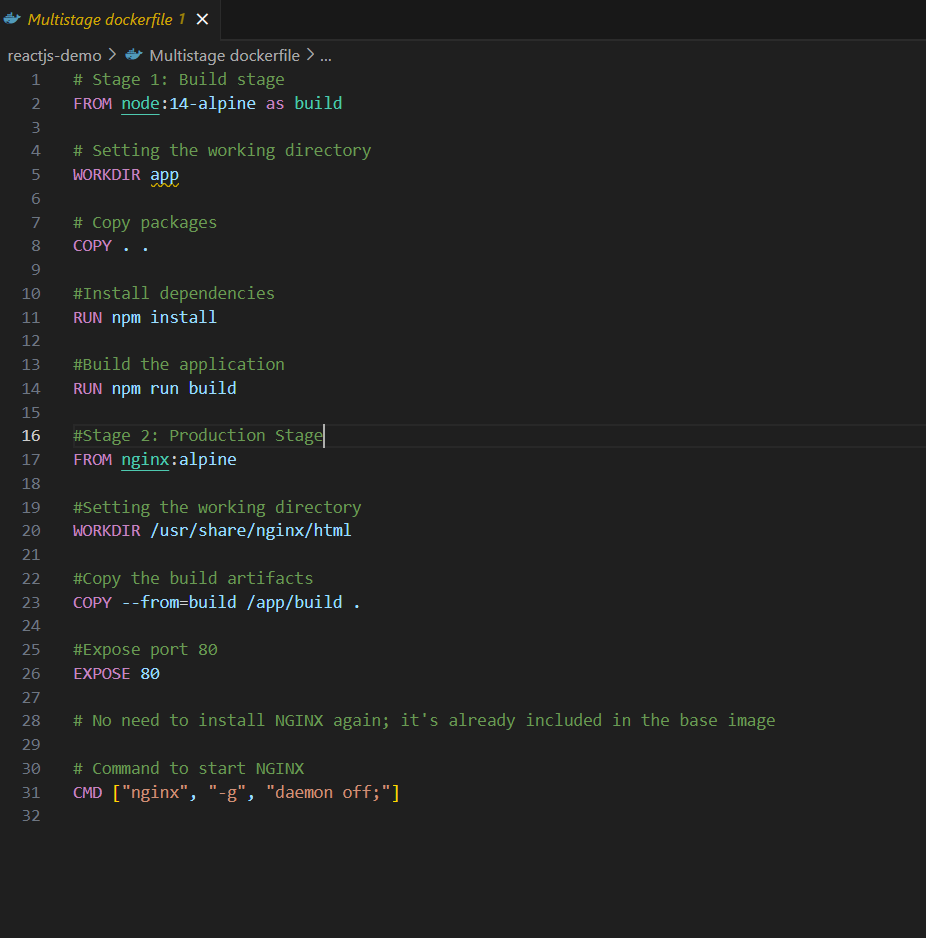 Multistage dockerfile 1
reactjs-demo > Multistage dockerfile > ...
1 # Stage 1: Build stage
2 FROM node:14-alpine as build
3
4 # Setting the working directory
5 WORKDIR app
6
7 # Copy packages
8 COPY . .
9
10 #Install dependencies
11 RUN npm install
12
13 #Build the application
14 RUN npm run build
15
16 #Stage 2: Production Stage
17 FROM nginx:alpine
18
19 #Setting the working directory
20 WORKDIR /usr/share/nginx/html
21
22 #Copy the build artifacts
23 COPY --from=build /app/build .
24
25 #Expose port 80
26 EXPOSE 80
27
28 # No need to install NGINX again; it's already included in the base image
29
30 # Command to start NGINX
31 CMD ["nginx", "-g", "daemon off;"]
32